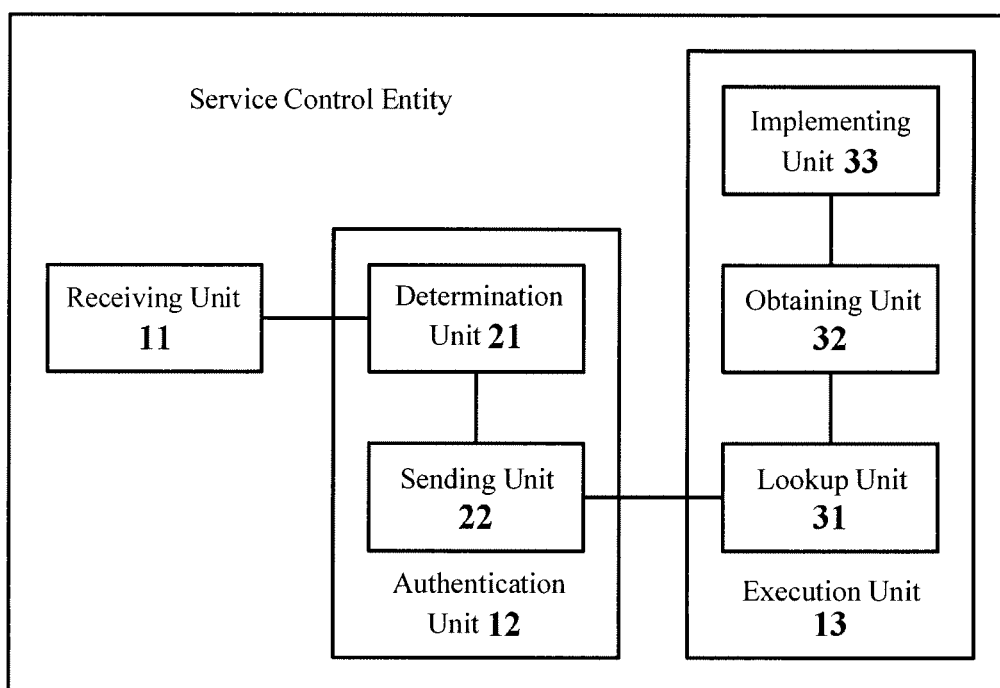 Service Control Entity
Receiving Unit
11
Determination
Unit 21
Sending Unit
22
Authentication
Unit 12
Implementing
Unit 33
Obtaining Unit
32
Lookup Unit
31
Execution Unit
13